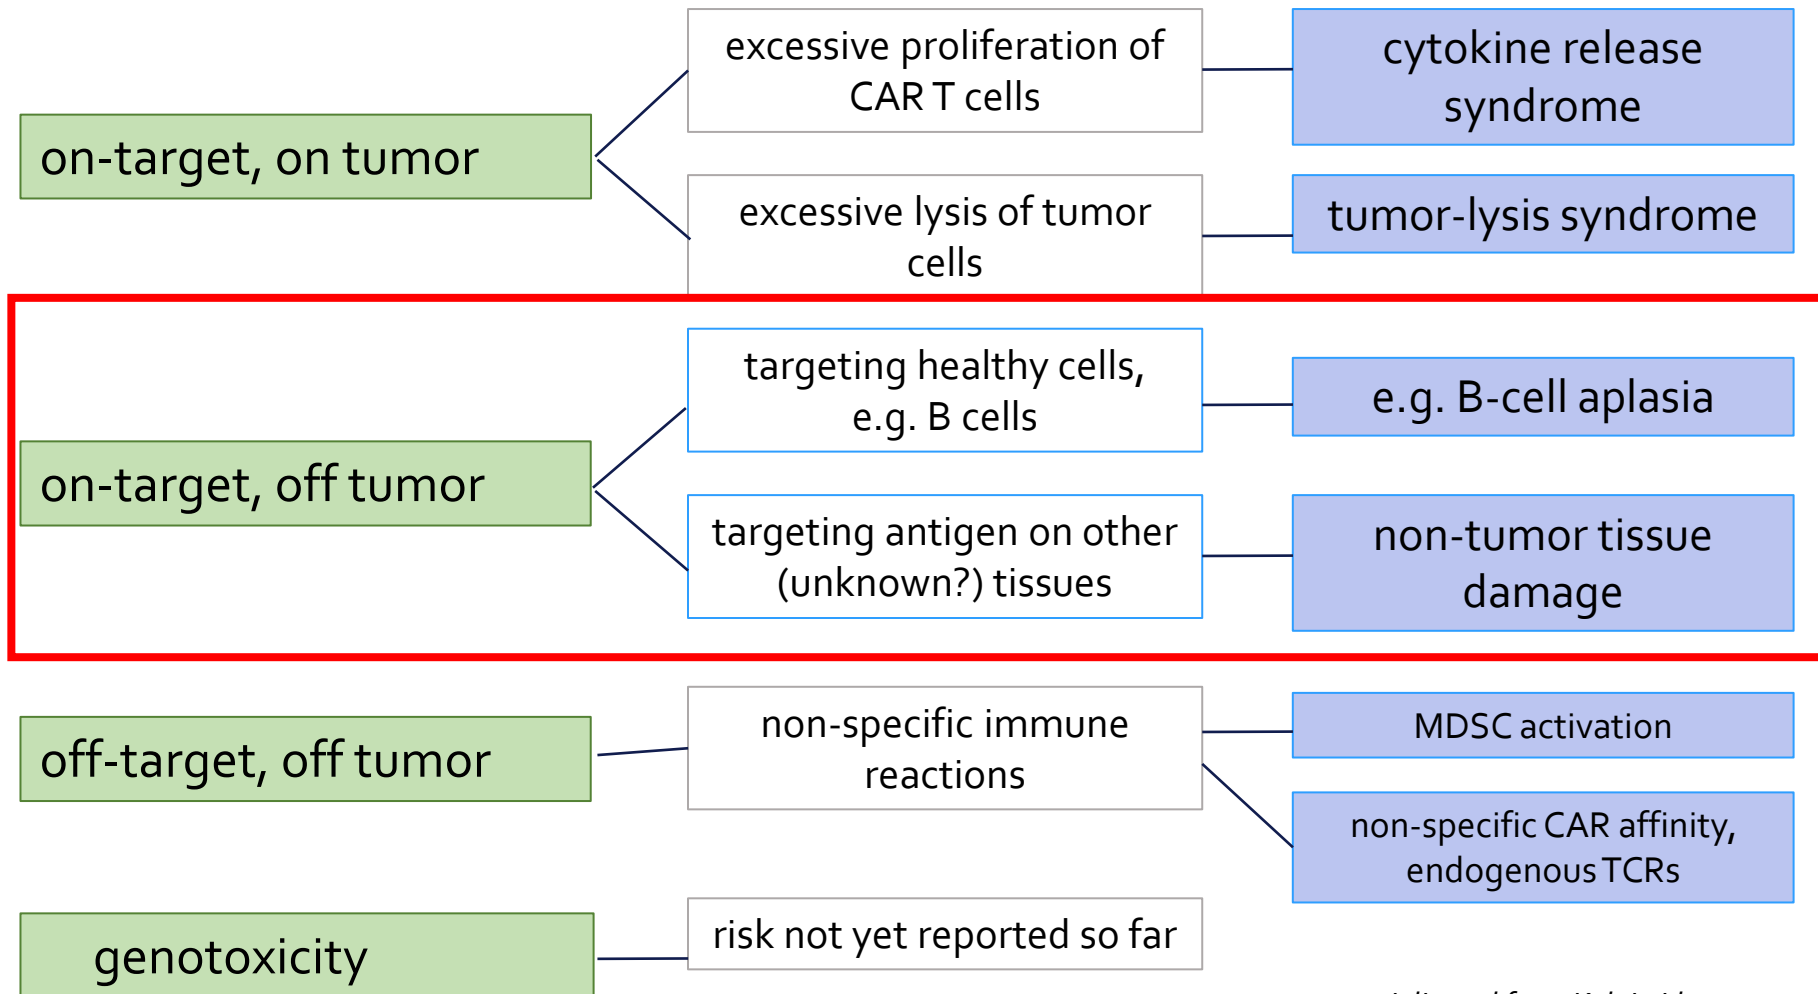 excessive proliferation of
CAR T cells
cytokine release
syndrome
on-target, on tumor
excessive lysis of tumor
cells
tumor-lysis syndrome
targeting healthy cells,
e.g. B cells
e.g. B-cell aplasia
on-target, off tumor
targeting antigen on other
(unknown?) tissues
non-tumor tissue
damage
off-target, off tumor
non-specific immune
reactions
MDSC activation
non-specific CAR affinity,
endogenous TCRs
genotoxicity
risk not yet reported so far